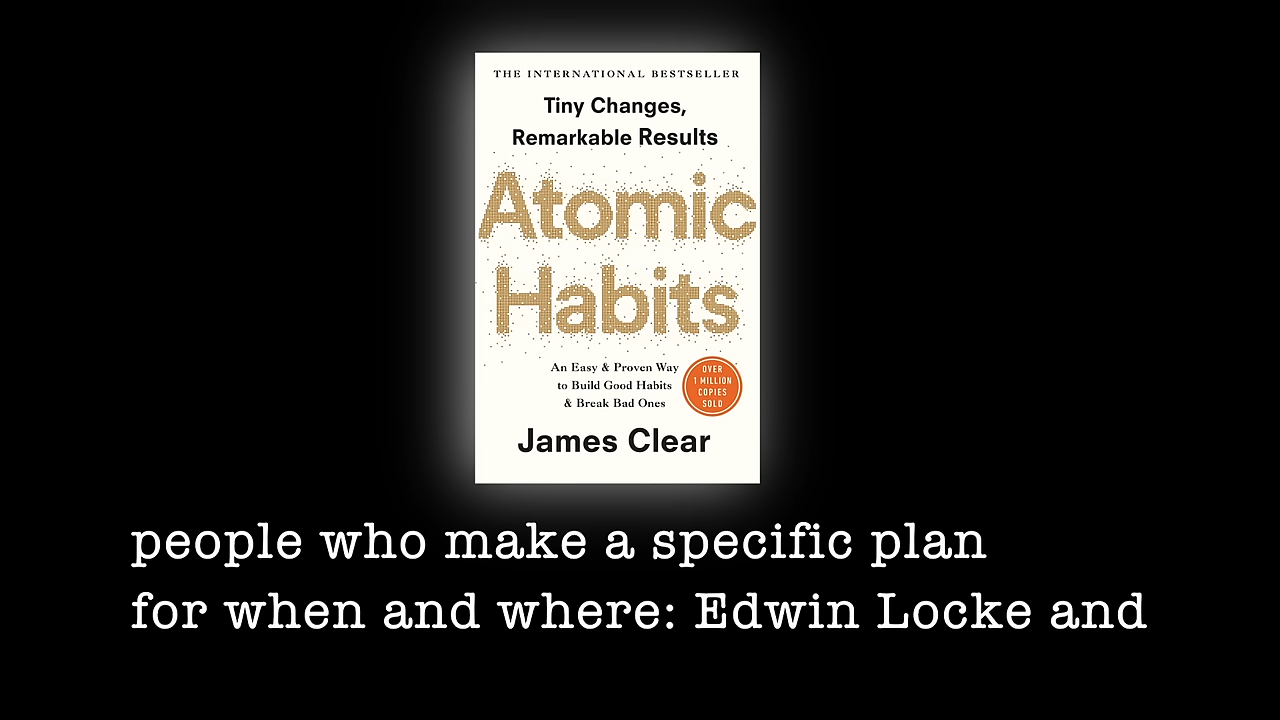 THE INTERNATIONAL BESTSELLER
Tiny Changes,
Remarkable Results
Atomic
Habits
An Easy & Proven Way
to Build Good Habits
& Break Bad Ones
OVER
1 MILLION
COPIES
SOLD
James Clear
people who make a specific plan
for when and where: Edwin Locke and